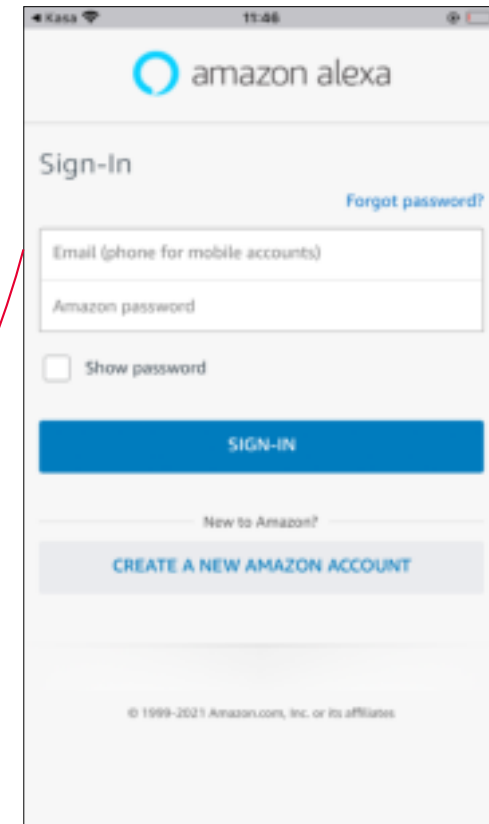 ◀ Kasa 11:46
amazon alexa
Sign-In
Forgot password?
Email (phone for mobile accounts)
Amazon password
Show password
SIGN-IN
New to Amazon?
CREATE A NEW AMAZON ACCOUNT
© 1999-2021 Amazon.com, Inc. or its affiliates